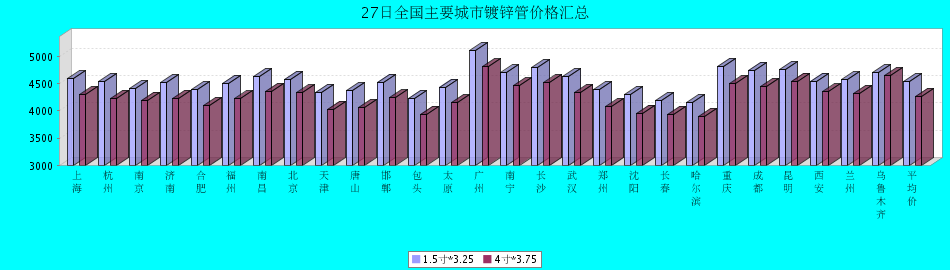 27日全国主要城市镀锌管价格汇总
5000
4500
4000
3500
3000
上海
杭州
南京
济南
合肥
福州
南昌
北京
天津
唐山
邯郸
包头
太原
广州
南宁
长沙
武汉
郑州
沈阳
长春
哈尔滨
重庆
成都
昆明
西安
兰州
乌鲁木齐
平均价
1.5寸*3.25 4寸*3.75